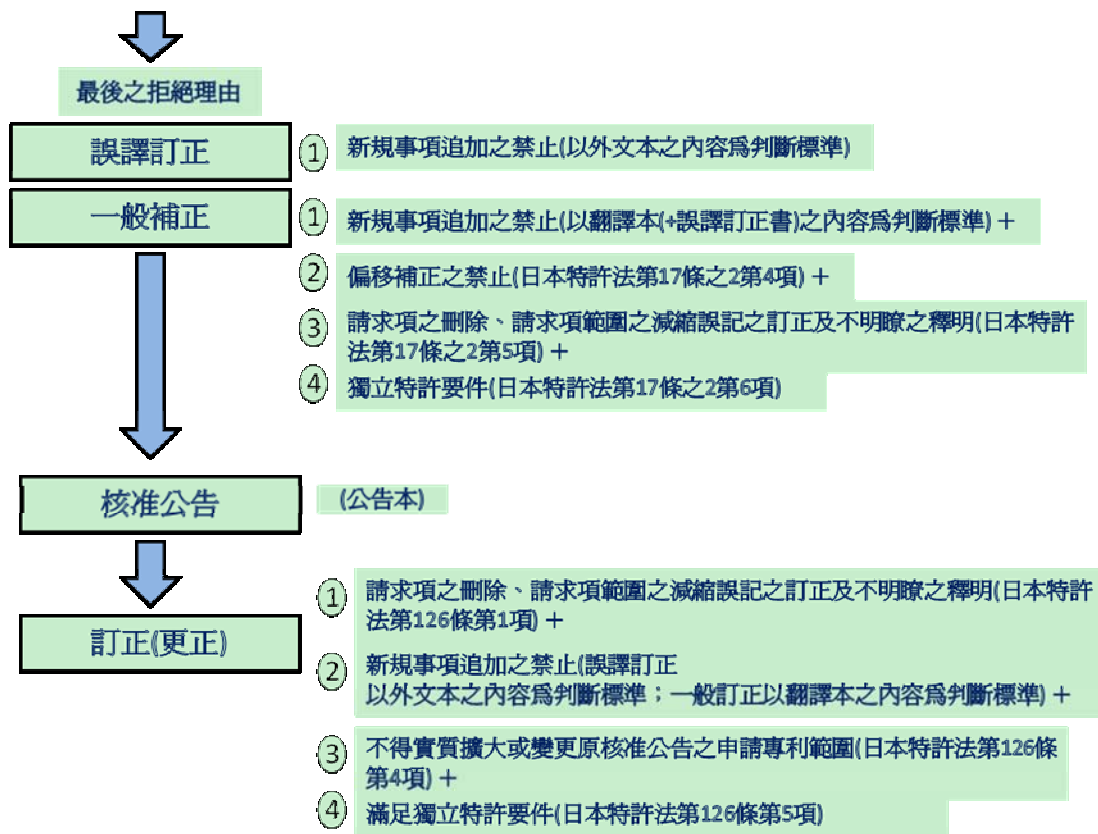 最後之拒絕理由
誤譯訂正
① 新規事項追加之禁止(以外文本之內容爲判斷標準)
一般補正
① 新規事項追加之禁止(以翻譯本(+誤譯訂正書)之內容爲判斷標準)＋
② 偏移補正之禁止(日本特許法第17條之2第4項)＋
③ 請求項之刪除、請求項範圍之減縮誤記之訂正及不明瞭之釋明(日本特許
法第17條之2第5項)＋
④ 獨立特許要件(日本特許法第17條之2第6項)
核准公告
(公告本)
訂正(更正)
① 請求項之刪除、請求項範圍之減縮誤記之訂正及不明瞭之釋明(日本特許
法第126條第1項)＋
② 新規事項追加之禁止(誤譯訂正
以外文本之內容爲判斷標準；一般訂正以翻譯本之內容爲判斷標準)＋
③ 不得實質擴大或變更原核准公告之申請專利範圍(日本特許法第126條
第4項)＋
④ 滿足獨立特許要件(日本特許法第126條第5項)